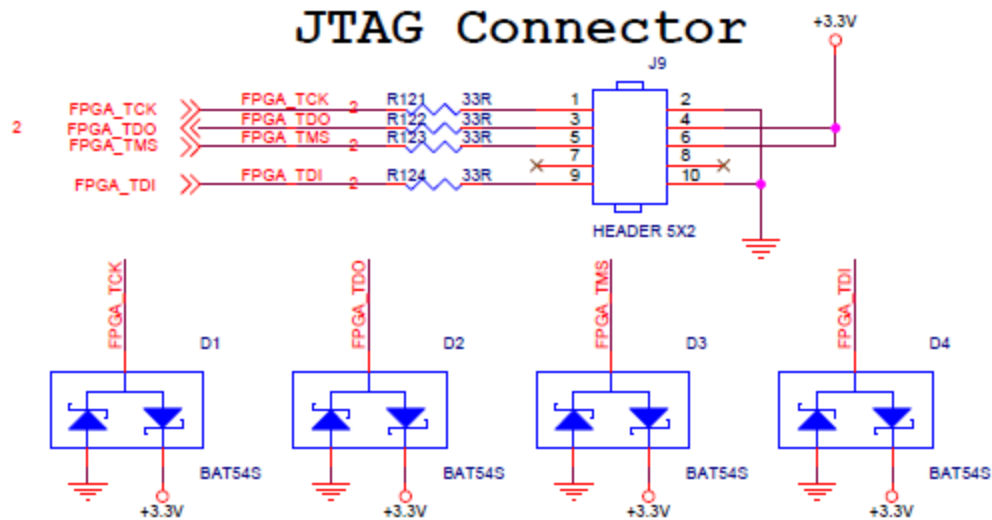 JTAG Connector
+3.3V
J9
FPGA_TCK FPGA_TCK 2 R121 33R 1 2
2 FPGA_TDO FPGA_TDO R122 33R 3 4
FPGA_TMS FPGA_TMS 2 R123 33R 5 6
7 8
FPGA_TDI FPGA_TDI 2 R124 33R 9 10
HEADER 5X2
FPGA_TCK FPGA_TDO FPGA_TMS FPGA_TDI
D1 D2 D3 D4
BAT54S BAT54S BAT54S BAT54S
+3.3V +3.3V +3.3V +3.3V